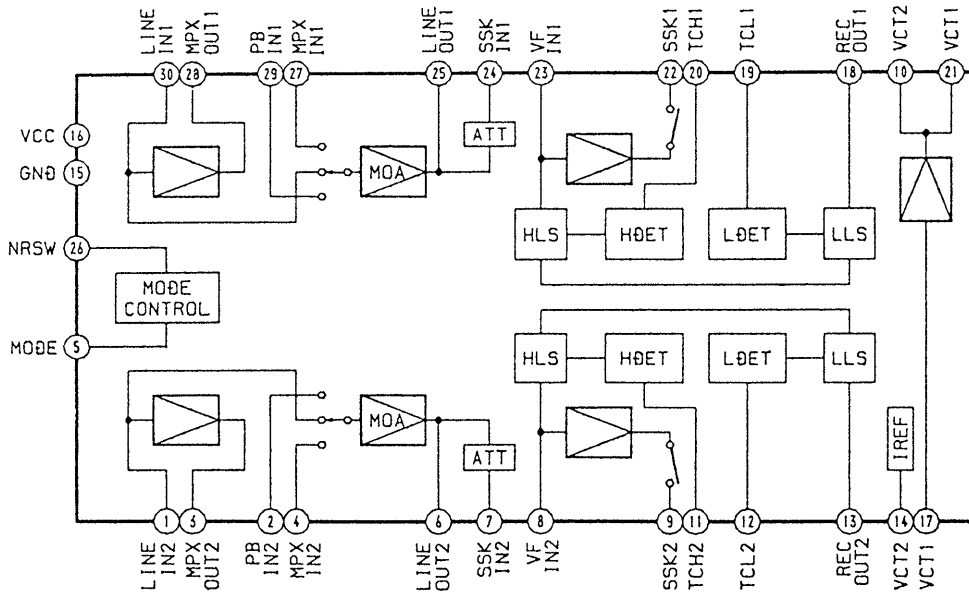 LINE IN1
MPX OUT1
PB IN1
MPX IN1
LINE OUT1
SSK IN1
VF IN1
SSK1
TCH1
TCL1
REC OUT1
VCT2
VCT1
30
28
29
27
25
24
23
22
20
19
18
10
21
VCC 16
GND 15
NRSW 26
MODE 5
MODE
CONTROL
ATT
MOA
HLS
HDET
LDET
LLS
HLS
HDET
LDET
LLS
MOA
ATT
IREF
1
3
2
4
6
7
8
9
11
12
13
14
17
LINE IN2
MPX OUT2
PB IN2
MPX IN2
LINE OUT2
SSK IN2
VF IN2
SSK2
TCH2
TCL2
REC OUT2
VCT2
VCT1